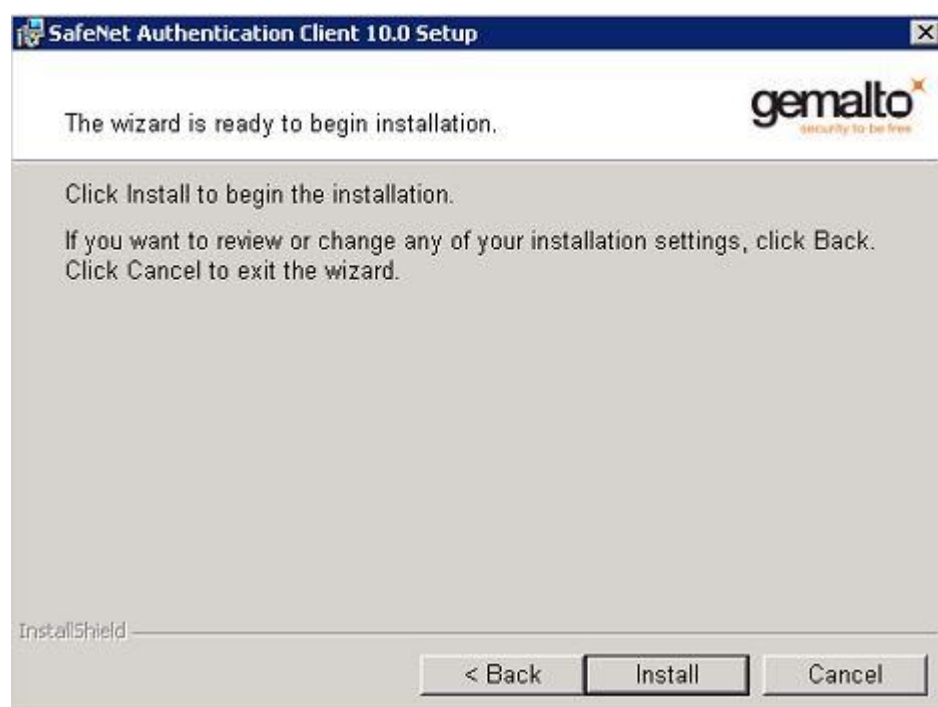 SafeNet Authentication Client 10.0 Setup
gemalto
security to be free
The wizard is ready to begin installation.
Click Install to begin the installation.
If you want to review or change any of your installation settings, click Back.
Click Cancel to exit the wizard.
InstallShield
< Back
Install
Cancel